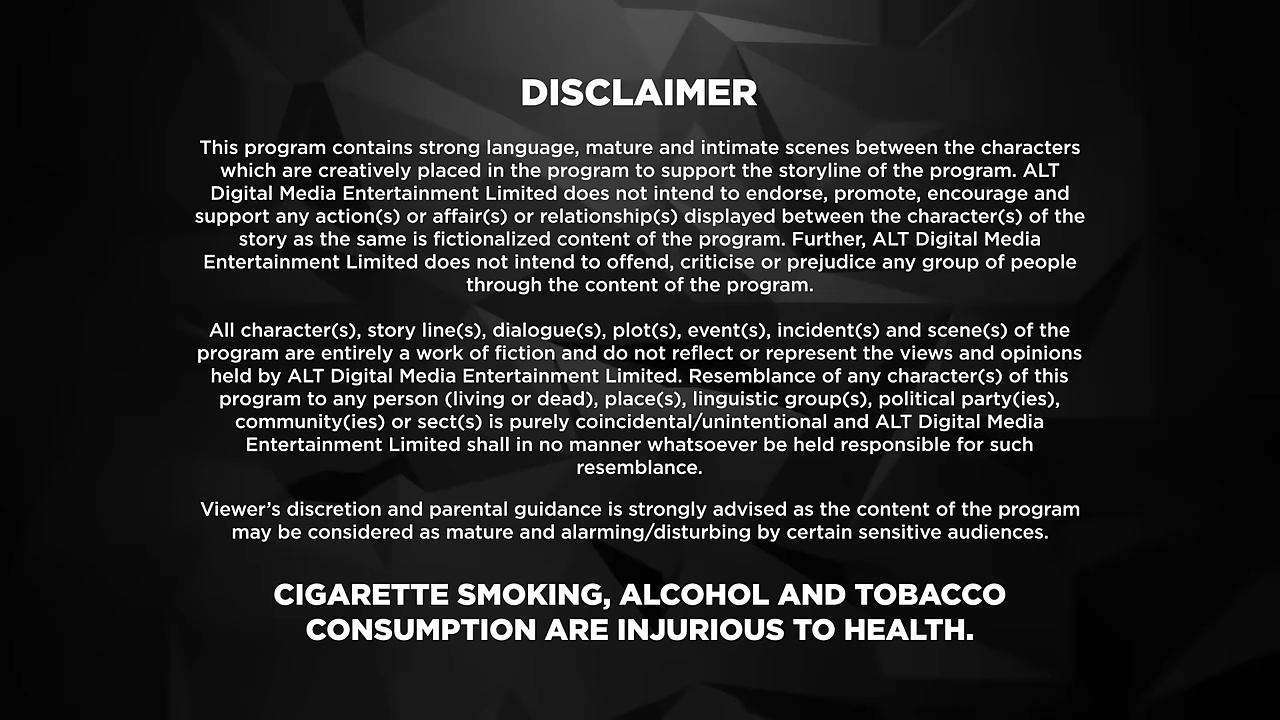 DISCLAIMER
This program contains strong language, mature and intimate scenes between the characters
which are creatively placed in the program to support the storyline of the program. ALT
Digital Media Entertainment Limited does not intend to endorse, promote, encourage and
support any action(s) or affair(s) or relationship(s) displayed between the character(s) of the
story as the same is fictionalized content of the program. Further, ALT Digital Media
Entertainment Limited does not intend to offend, criticise or prejudice any group of people
through the content of the program.
All character(s), story line(s), dialogue(s), plot(s), event(s), incident(s) and scene(s) of the
program are entirely a work of fiction and do not reflect or represent the views and opinions
held by ALT Digital Media Entertainment Limited. Resemblance of any character(s) of this
program to any person (living or dead), place(s), linguistic group(s), political party(ies),
community(ies) or sect(s) is purely coincidental/unintentional and ALT Digital Media
Entertainment Limited shall in no manner whatsoever be held responsible for such
resemblance.
Viewer’s discretion and parental guidance is strongly advised as the content of the program
may be considered as mature and alarming/disturbing by certain sensitive audiences.
CIGARETTE SMOKING, ALCOHOL AND TOBACCO
CONSUMPTION ARE INJURIOUS TO HEALTH.